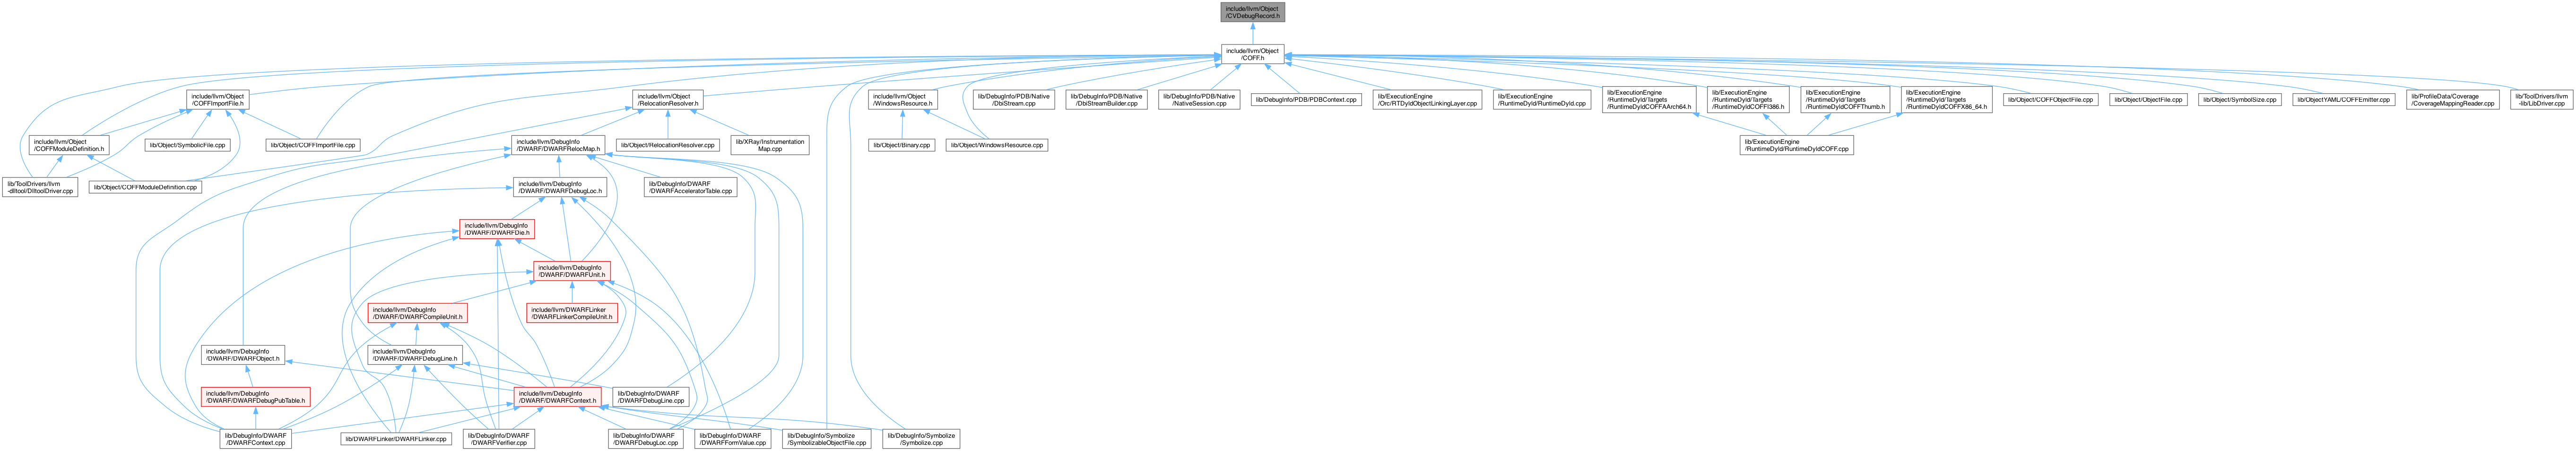 include/llvm/Object
/CVDebugRecord.h
include/llvm/Object
/COFF.h
include/llvm/Object
/COFFImportFile.h
include/llvm/Object
/RelocationResolver.h
include/llvm/Object
/WindowsResource.h
lib/DebugInfo/PDB/Native
/DbiStream.cpp
lib/DebugInfo/PDB/Native
/DbiStreamBuilder.cpp
lib/DebugInfo/PDB/Native
/NativeSession.cpp
lib/DebugInfo/PDB/PDBContext.cpp
lib/ExecutionEngine
/Orc/RTDyldObjectLinkingLayer.cpp
lib/ExecutionEngine
/RuntimeDyld/RuntimeDyld.cpp
lib/ExecutionEngine
/RuntimeDyld/Targets
/RuntimeDyldCOFFAArch64.h
lib/ExecutionEngine
/RuntimeDyld/Targets
/RuntimeDyldCOFFI386.h
lib/ExecutionEngine
/RuntimeDyld/Targets
/RuntimeDyldCOFFThumb.h
lib/ExecutionEngine
/RuntimeDyld/Targets
/RuntimeDyldCOFFX86_64.h
lib/Object/COFFObjectFile.cpp
lib/Object/ObjectFile.cpp
lib/Object/SymbolSize.cpp
lib/ObjectYAML/COFFEmitter.cpp
lib/ProfileData/Coverage
/CoverageMappingReader.cpp
lib/ToolDrivers/llvm
-lib/LibDriver.cpp
include/llvm/Object
/COFFModuleDefinition.h
lib/Object/SymbolicFile.cpp
lib/Object/COFFImportFile.cpp
include/llvm/DebugInfo
/DWARF/DWARFRelocMap.h
lib/Object/RelocationResolver.cpp
lib/XRay/Instrumentation
Map.cpp
lib/Object/Binary.cpp
lib/Object/WindowsResource.cpp
lib/ExecutionEngine
/RuntimeDyld/RuntimeDyldCOFF.cpp
lib/ToolDrivers/llvm
-dlltool/DlltoolDriver.cpp
lib/Object/COFFModuleDefinition.cpp
include/llvm/DebugInfo
/DWARF/DWARFDebugLoc.h
lib/DebugInfo/DWARF
/DWARFAcceleratorTable.cpp
include/llvm/DebugInfo
/DWARF/DWARFDie.h
include/llvm/DebugInfo
/DWARF/DWARFUnit.h
include/llvm/DebugInfo
/DWARF/DWARFCompileUnit.h
include/llvm/DWARFLinker
/DWARFLinkerCompileUnit.h
include/llvm/DebugInfo
/DWARF/DWARFObject.h
include/llvm/DebugInfo
/DWARF/DWARFDebugLine.h
include/llvm/DebugInfo
/DWARF/DWARFDebugPubTable.h
include/llvm/DebugInfo
/DWARF/DWARFContext.h
lib/DebugInfo/DWARF
/DWARFDebugLine.cpp
lib/DebugInfo/DWARF
/DWARFContext.cpp
lib/DWARFLinker/DWARFLinker.cpp
lib/DebugInfo/DWARF
/DWARFVerifier.cpp
lib/DebugInfo/DWARF
/DWARFDebugLoc.cpp
lib/DebugInfo/DWARF
/DWARFFormValue.cpp
lib/DebugInfo/Symbolize
/SymbolizableObjectFile.cpp
lib/DebugInfo/Symbolize
/Symbolize.cpp